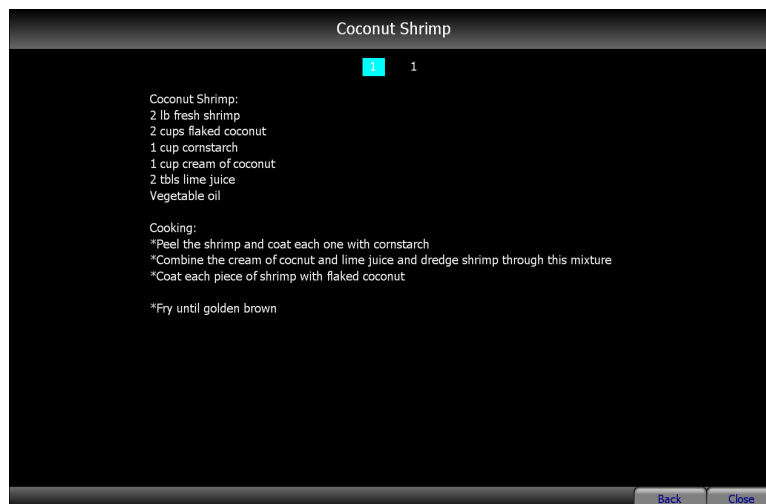 Coconut Shrimp
1 1
Coconut Shrimp:
2 lb fresh shrimp
2 cups flaked coconut
1 cup cornstarch
1 cup cream of coconut
2 tbls lime juice
Vegetable oil
Cooking:
*Peel the shrimp and coat each one with cornstarch
*Combine the cream of cocnut and lime juice and dredge shrimp through this mixture
*Coat each piece of shrimp with flaked coconut
*Fry until golden brown
Back Close